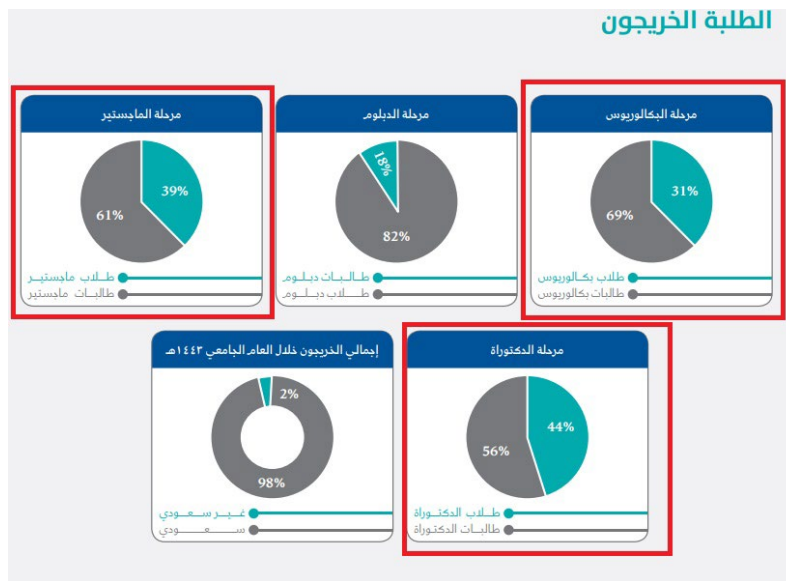 الطلبة الخريجون
مرحلة البكالوريوس
31%
69%
طلاب بكالوريوس
طالبات بكالوريوس
مرحلة الدبلوم
18%
82%
طالبات دبلوم
طلاب دبلوم
مرحلة الماجستير
39%
61%
طلاب ماجستير
طالبات ماجستير
مرحلة الدكتوراة
44%
56%
طلاب الدكتوراة
طالبات الدكتوراة
إجمالي الخريجون خلال العام الجامعي ١٤٤٣هـ
2%
98%
غير سعودي
سعودي